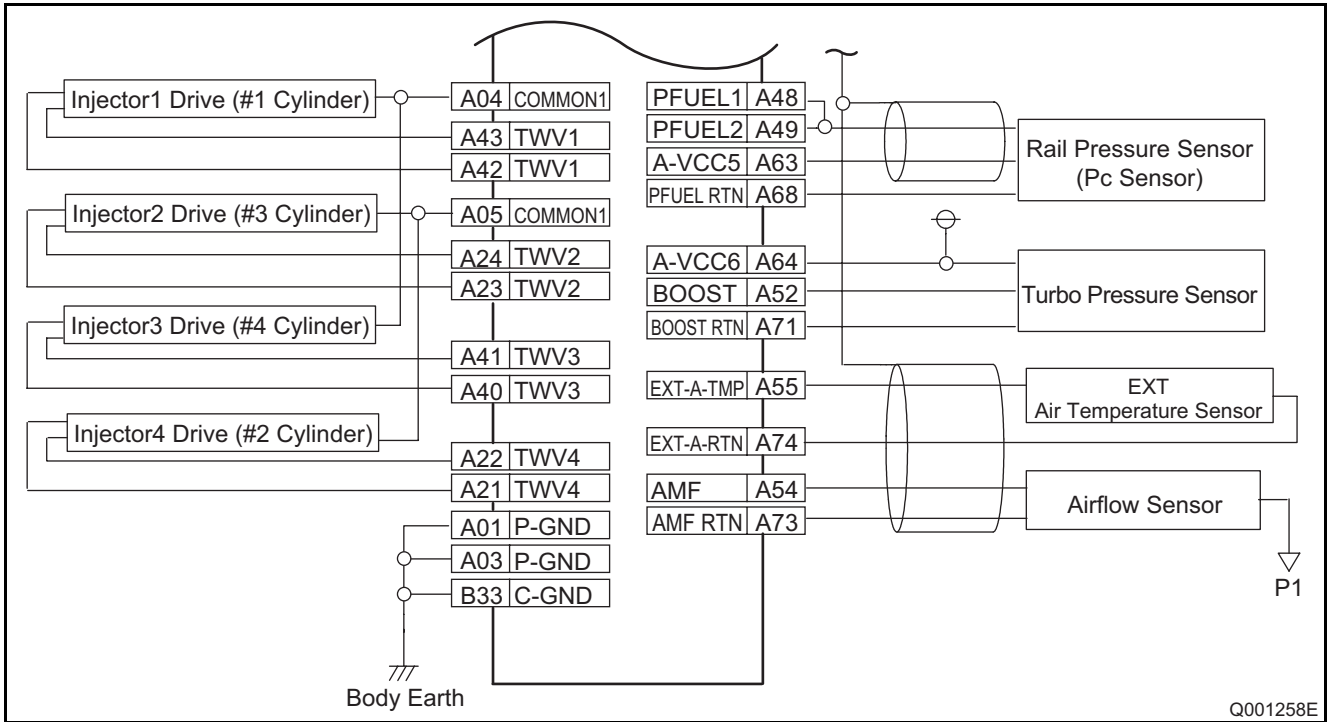 Injector1 Drive (#1 Cylinder)
A04 COMMON1
A43 TWV1
A42 TWV1
Injector2 Drive (#3 Cylinder)
A05 COMMON1
A24 TWV2
A23 TWV2
Injector3 Drive (#4 Cylinder)
A41 TWV3
A40 TWV3
Injector4 Drive (#2 Cylinder)
A22 TWV4
A21 TWV4
A01 P-GND
A03 P-GND
B33 C-GND
Body Earth
PFUEL1 A48
PFUEL2 A49
A-VCC5 A63
PFUEL RTN A68
Rail Pressure Sensor
(Pc Sensor)
A-VCC6 A64
BOOST A52
BOOST RTN A71
Turbo Pressure Sensor
EXT-A-TMP A55
EXT-A-RTN A74
EXT
Air Temperature Sensor
AMF A54
AMF RTN A73
Airflow Sensor
P1
Q001258E